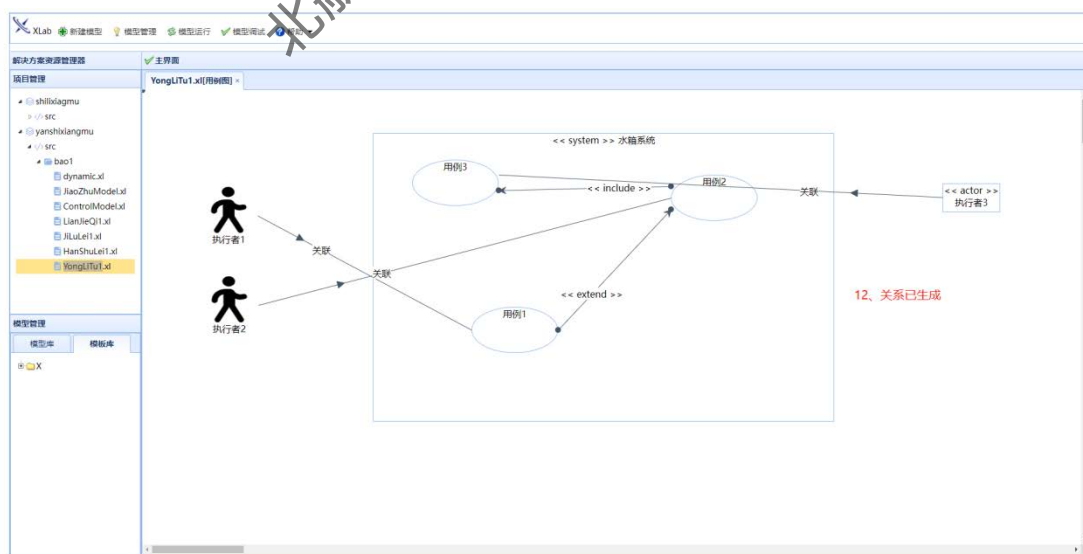 XLab 新建模型 模型管理 模型运行 模型调试 帮助
解决方案资源管理器
主界面
项目管理
YongLiTu1.xl[用例图] ×
shilixiagmu
src
yanshixiangmu
src
bao1
dynamic.xl
JiaoZhuModel.xl
ControlModel.xl
LianJieQi1.xl
JiLuLei1.xl
HanShuLei1.xl
YongLiTu1.xl
模型管理
模型库 模板库
X
<< system >> 水箱系统
用例3
<< include >>
用例2
关联
<< actor >>
执行者3
执行者1
关联
关联
执行者2
<< extend >>
用例1
12、关系已生成